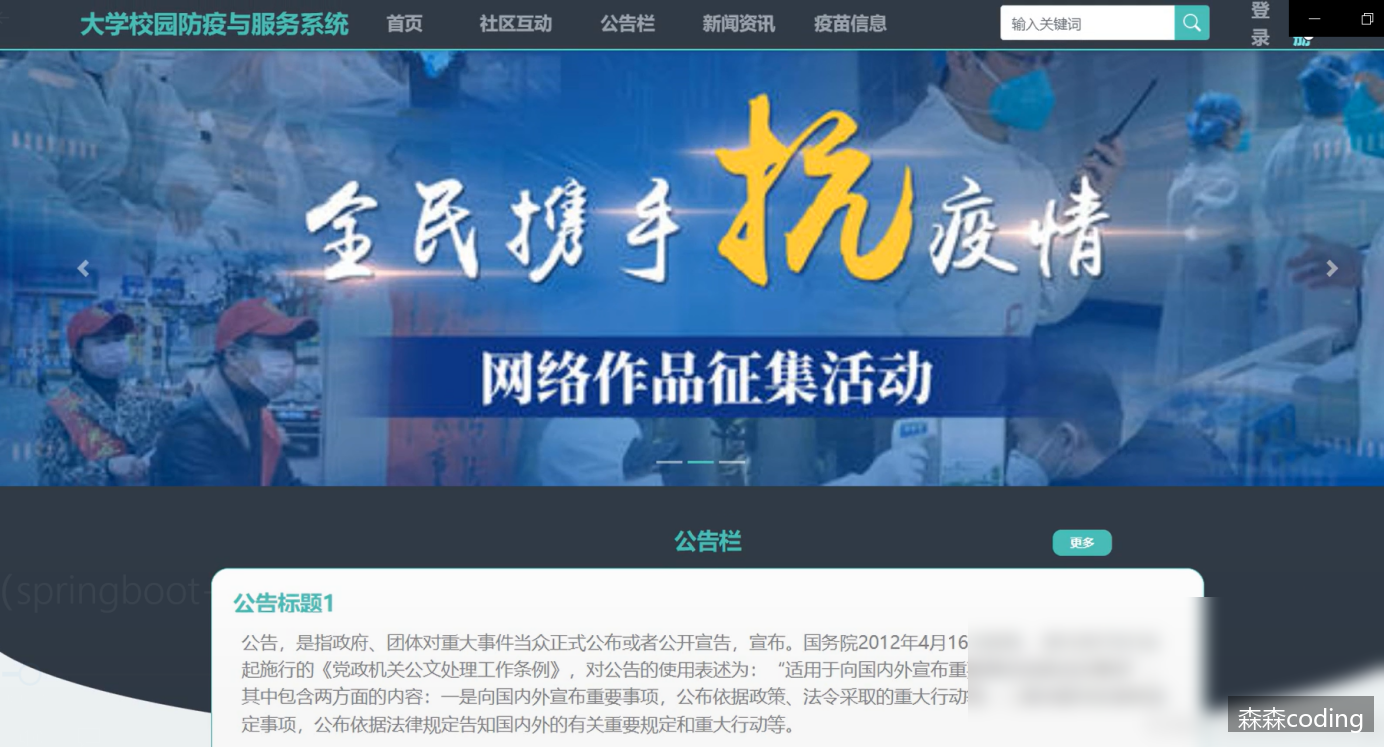 大学校园防疫与服务系统 首页 社区互动 公告栏 新闻资讯 疫苗信息 输入关键词 登录
全民携手抗疫情
网络作品征集活动
公告栏 更多
(springboot-
公告标题1
公告，是指政府、团体对重大事件当众正式公布或者公开宣告，宣布。国务院2012年4月16
起施行的《党政机关公文处理工作条例》，对公告的使用表述为：“适用于向国内外宣布重
其中包含两方面的内容：一是向国内外宣布重要事项，公布依据政策、法令采取的重大行动
定事项，公布依据法律规定告知国内外的有关重要规定和重大行动等。
森森coding